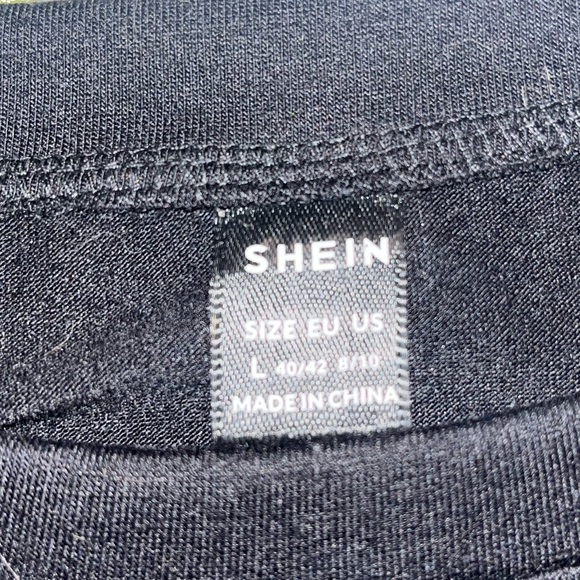 SHEIN
SIZE EU US
L 40/42 8/10
MADE IN CHINA